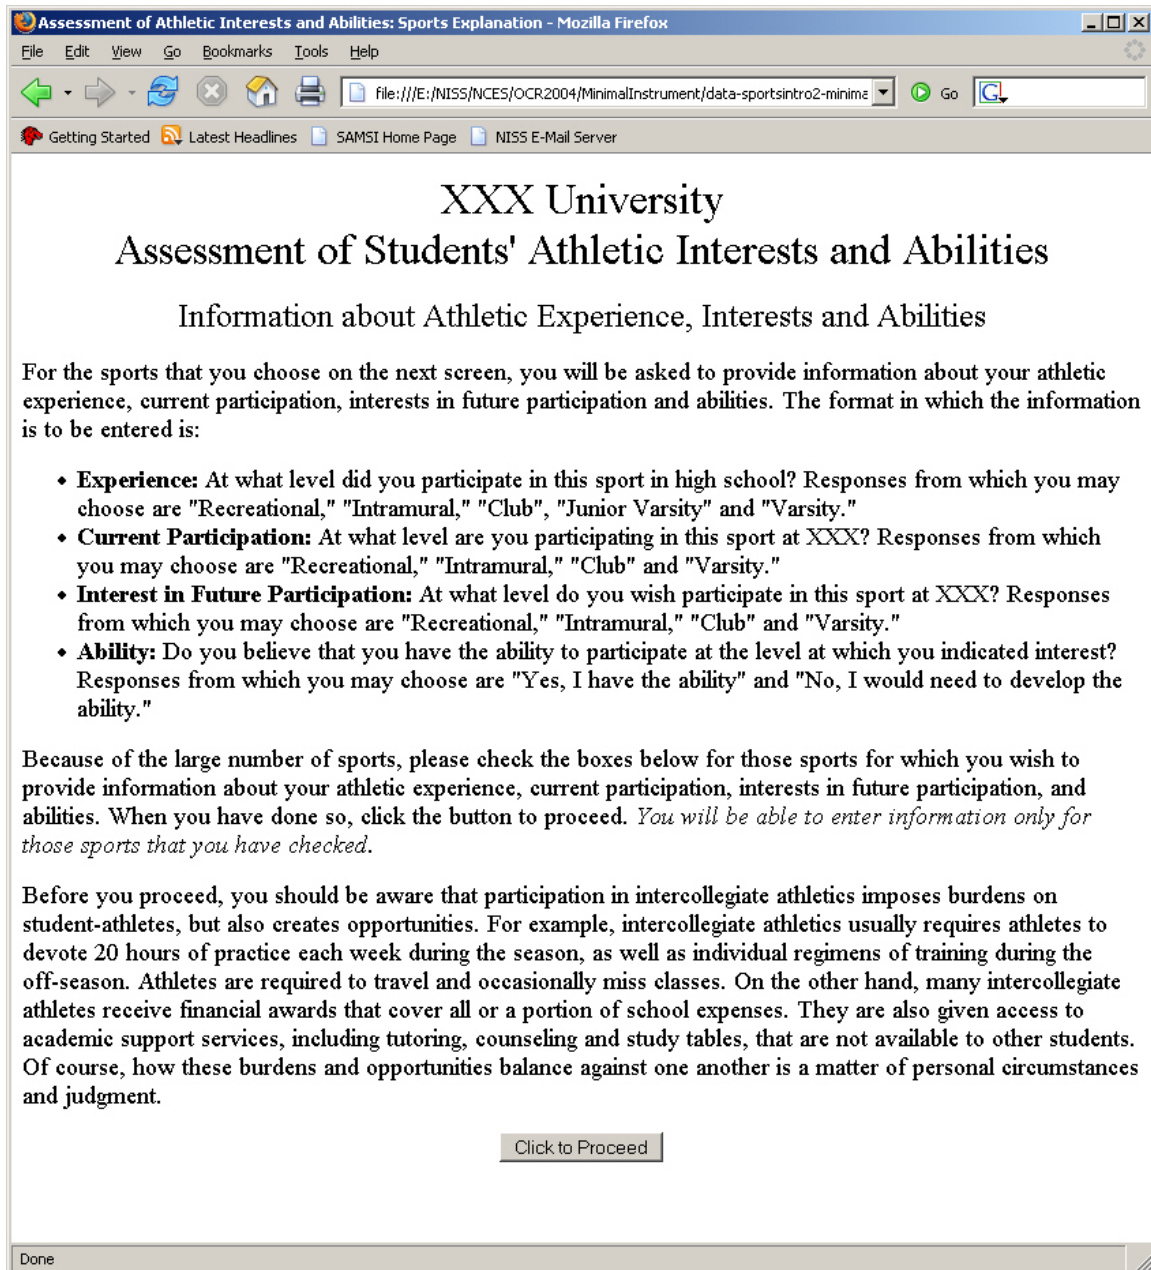 Assessment of Athletic Interests and Abilities: Sports Explanation - Mozilla Firefox
File Edit View Go Bookmarks Tools Help
file:///E:/NISS/NCES/OCR2004/MinimalInstrument/data-sportsintro2-minima Go G
Getting Started Latest Headlines SAMSI Home Page NISS E-Mail Server
XXX University
Assessment of Students' Athletic Interests and Abilities
Information about Athletic Experience, Interests and Abilities
For the sports that you choose on the next screen, you will be asked to provide information about your athletic
experience, current participation, interests in future participation and abilities. The format in which the information
is to be entered is:
• Experience: At what level did you participate in this sport in high school? Responses from which you may
choose are "Recreational," "Intramural," "Club", "Junior Varsity" and "Varsity."
• Current Participation: At what level are you participating in this sport at XXX? Responses from which
you may choose are "Recreational," "Intramural," "Club" and "Varsity."
• Interest in Future Participation: At what level do you wish participate in this sport at XXX? Responses
from which you may choose are "Recreational," "Intramural," "Club" and "Varsity."
• Ability: Do you believe that you have the ability to participate at the level at which you indicated interest?
Responses from which you may choose are "Yes, I have the ability" and "No, I would need to develop the
ability."
Because of the large number of sports, please check the boxes below for those sports for which you wish to
provide information about your athletic experience, current participation, interests in future participation, and
abilities. When you have done so, click the button to proceed. You will be able to enter information only for
those sports that you have checked.
Before you proceed, you should be aware that participation in intercollegiate athletics imposes burdens on
student-athletes, but also creates opportunities. For example, intercollegiate athletics usually requires athletes to
devote 20 hours of practice each week during the season, as well as individual regimens of training during the
off-season. Athletes are required to travel and occasionally miss classes. On the other hand, many intercollegiate
athletes receive financial awards that cover all or a portion of school expenses. They are also given access to
academic support services, including tutoring, counseling and study tables, that are not available to other students.
Of course, how these burdens and opportunities balance against one another is a matter of personal circumstances
and judgment.
Click to Proceed
Done